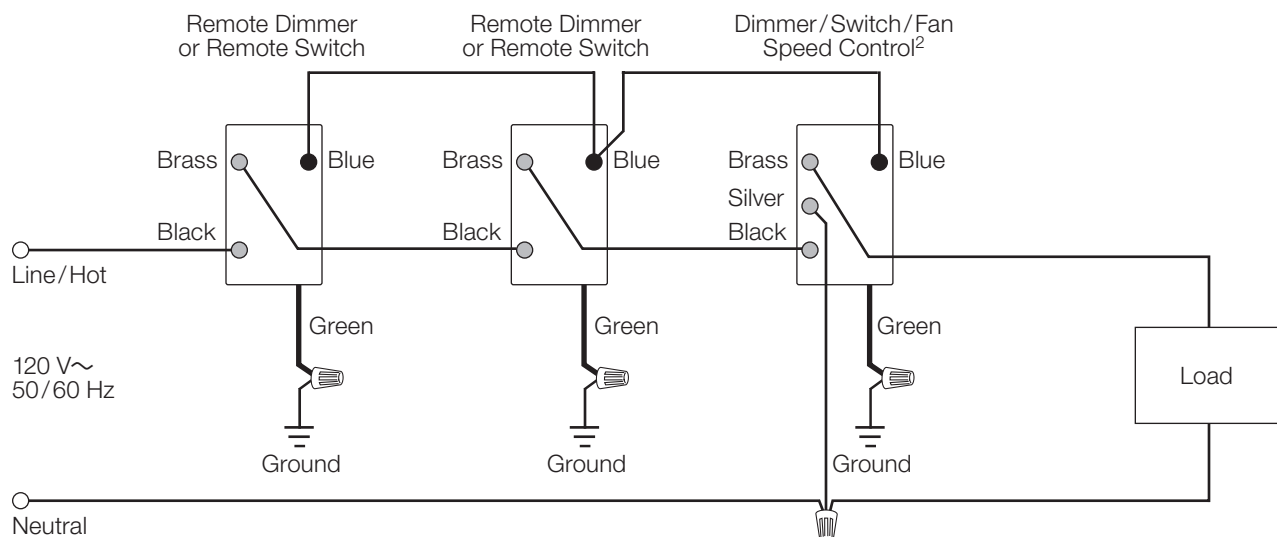 Remote Dimmer
or Remote Switch
Remote Dimmer
or Remote Switch
Dimmer/Switch/Fan
Speed Control²
Brass
Blue
Brass
Blue
Brass
Blue
Silver
Black
Black
Black
Line/Hot
Green
Green
Green
120 V~
50/60 Hz
Load
Ground
Ground
Ground
Neutral